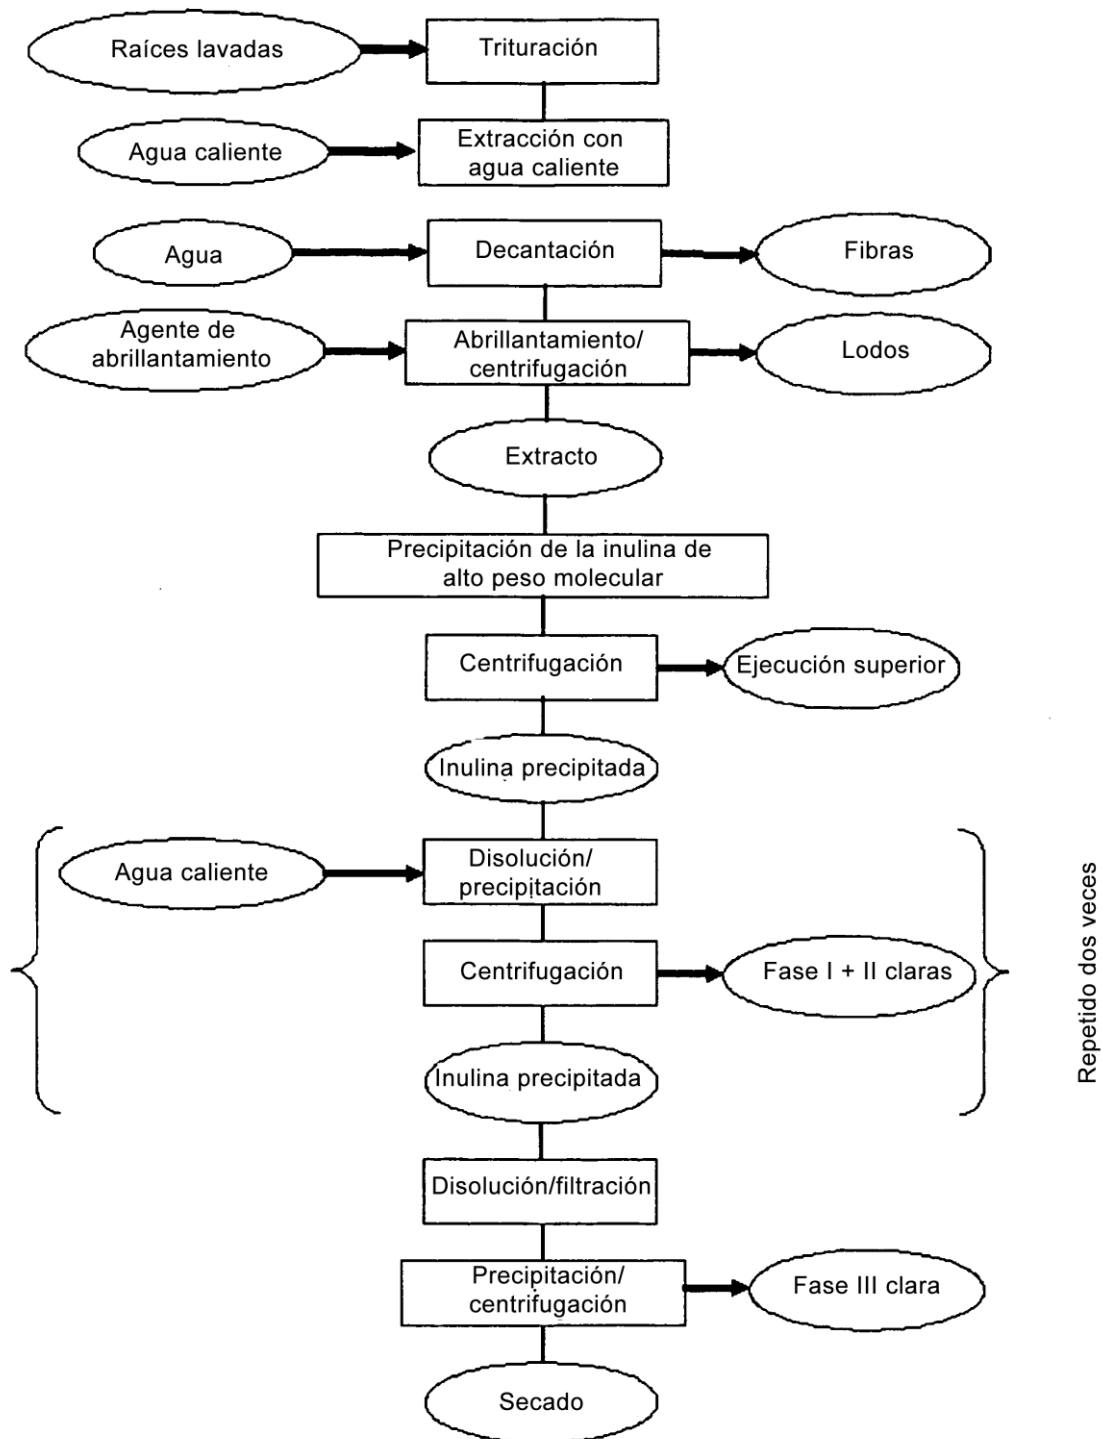 Raíces lavadas
Trituración
Agua caliente
Extracción con
agua caliente
Agua
Decantación
Fibras
Agente de
abrillantamiento
Abrillantamiento/
centrifugación
Lodos
Extracto
Precipitación de la inulina de
alto peso molecular
Centrifugación
Ejecución superior
Inulina precipitada
Agua caliente
Disolución/
precipitación
Centrifugación
Fase I + II claras
Inulina precipitada
Repetido dos veces
Disolución/filtración
Precipitación/
centrifugación
Fase III clara
Secado